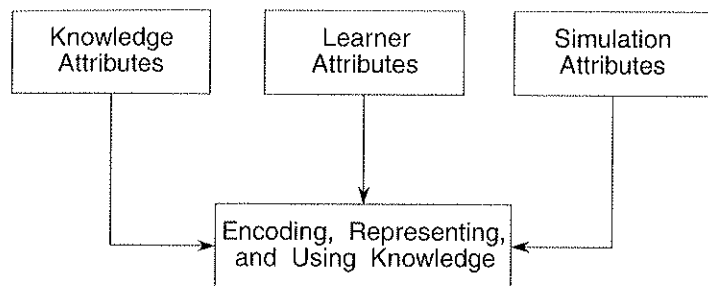 Knowledge
Attributes
Learner
Attributes
Simulation
Attributes
Encoding, Representing,
and Using Knowledge